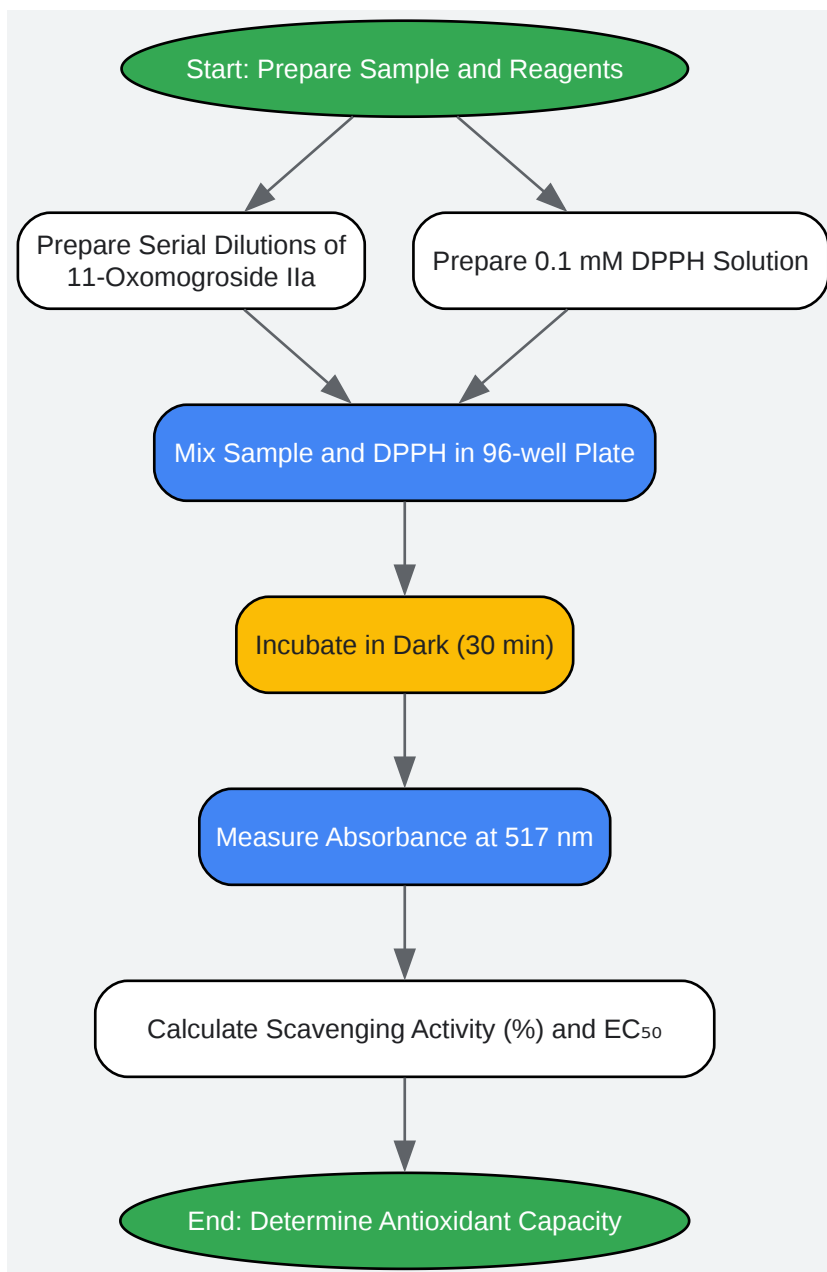 Start: Prepare Sample and Reagents
Prepare Serial Dilutions of
11-Oxomogroside IIa
Prepare 0.1 mM DPPH Solution
Mix Sample and DPPH in 96-well Plate
Incubate in Dark (30 min)
Measure Absorbance at 517 nm
Calculate Scavenging Activity (%) and EC₅₀
End: Determine Antioxidant Capacity